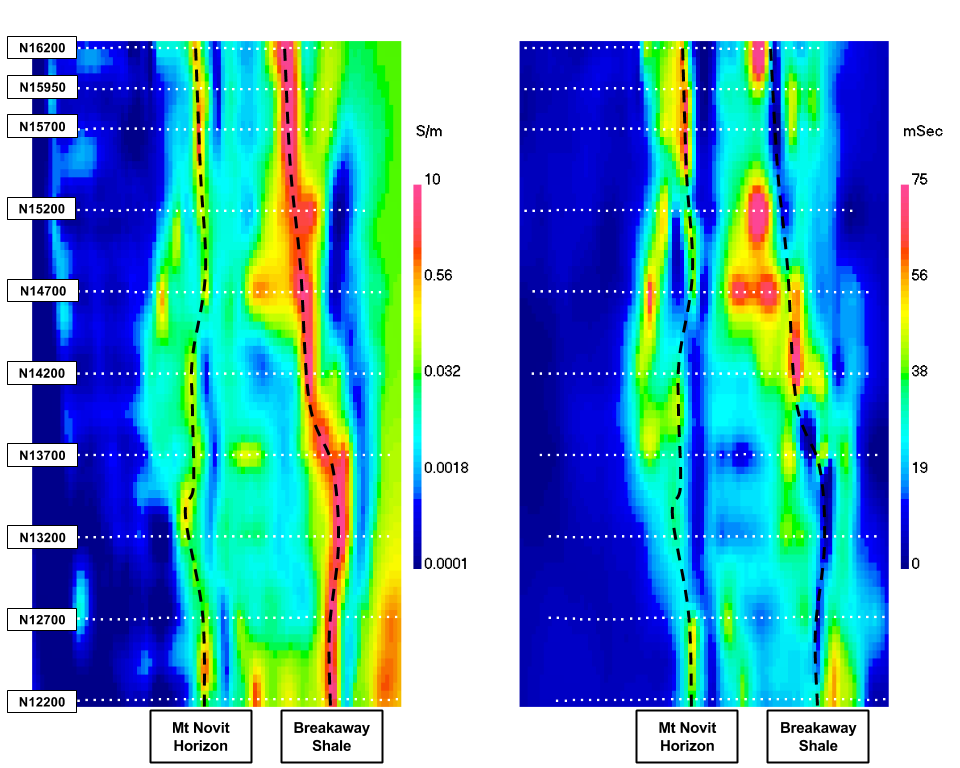 N16200
N15950
N15700
N15200
N14700
N14200
N13700
N13200
N12700
N12200
S/m
10
0.56
0.032
0.0018
0.0001
mSec
75
56
38
19
0
Mt Novit
Horizon
Breakaway
Shale
Mt Novit
Horizon
Breakaway
Shale